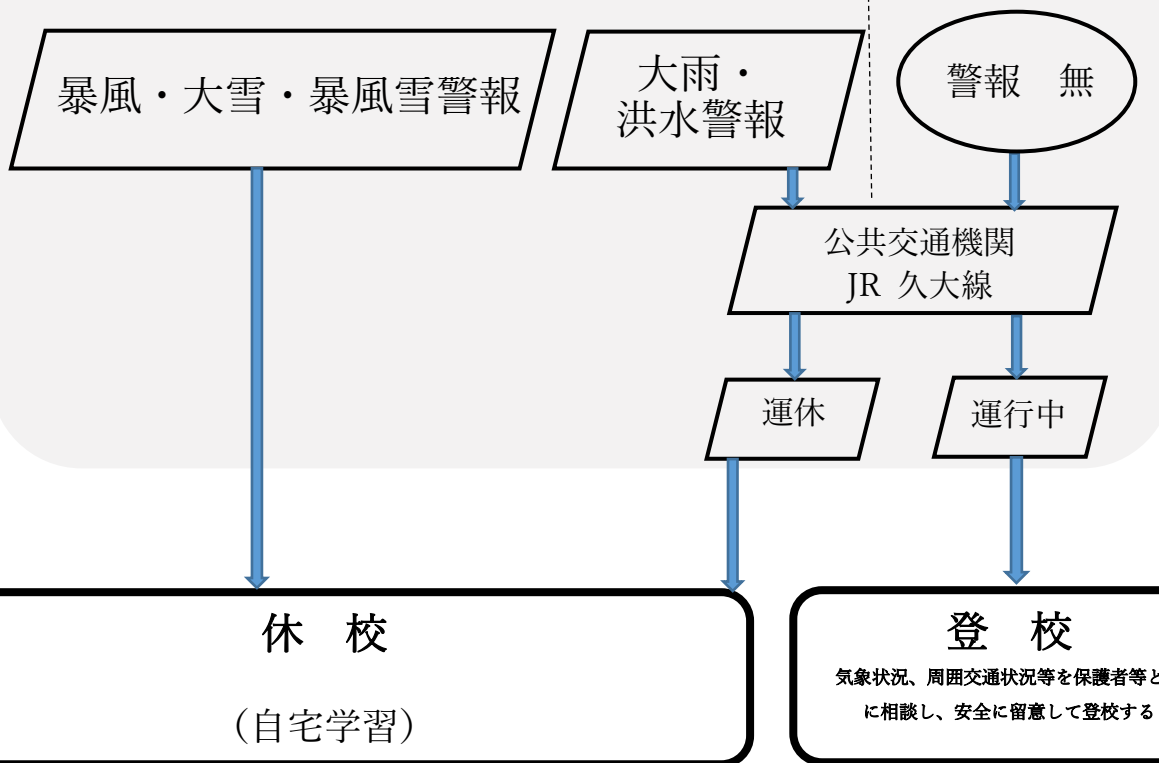 暴風・大雪・暴風雪警報
大雨・
洪水警報
警報　無
公共交通機関
JR 久大線
運休
運行中
休　校
（自宅学習）
登　校
気象状況、周囲交通状況等を保護者等と
に相談し、安全に留意して登校する